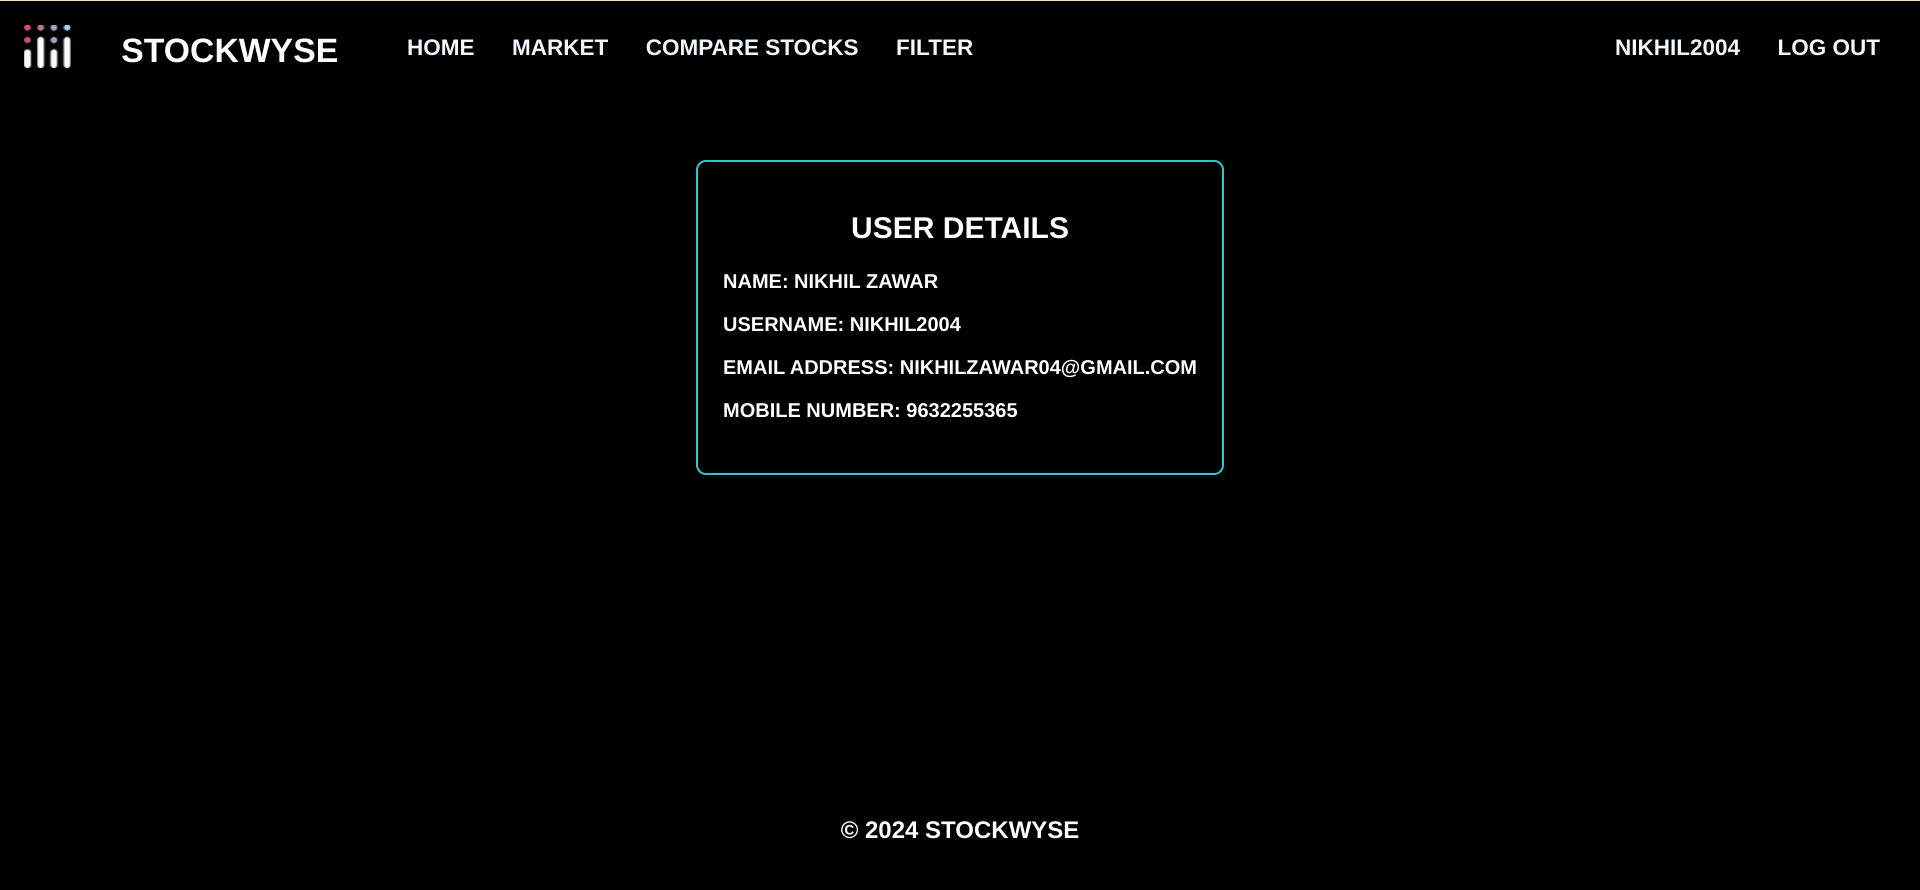 STOCKWYSE HOME MARKET COMPARE STOCKS FILTER NIKHIL2004 LOG OUT
USER DETAILS
NAME: NIKHIL ZAWAR
USERNAME: NIKHIL2004
EMAIL ADDRESS: NIKHILZAWAR04@GMAIL.COM
MOBILE NUMBER: 9632255365
© 2024 STOCKWYSE